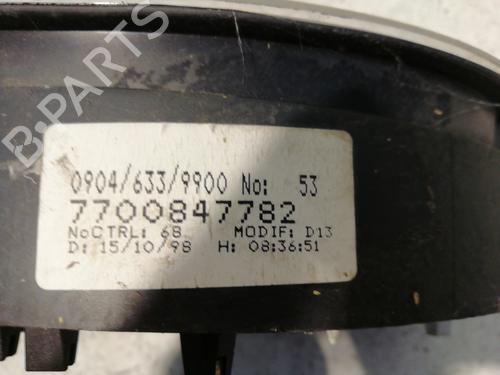 B-PARTS
0904/633/9900 No: 53
7700847782
NoCTRL: 68 MODIF: D13
D: 15/10/98 H: 08:36:51